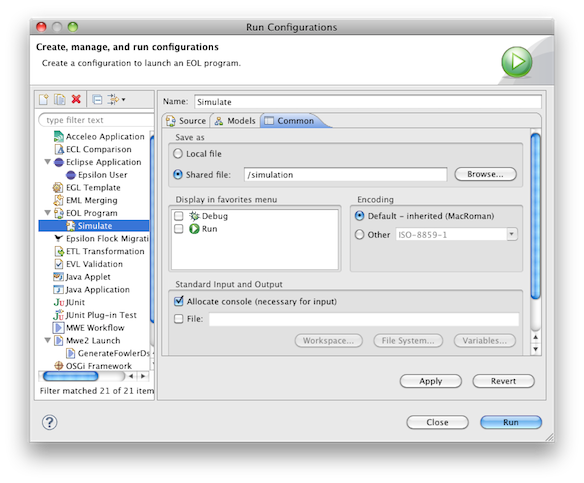 Run Configurations
Create, manage, and run configurations
Create a configuration to launch an EOL program.
type filter text
Acceleo Application
ECL Comparison
Eclipse Application
Epsilon User
EGL Template
EML Merging
EOL Program
Simulate
Epsilon Flock Migrati
ETL Transformation
EVL Validation
Java Applet
Java Application
JUnit
JUnit Plug-in Test
MWE Workflow
Mwe2 Launch
GenerateFowlerDs
OSGi Framework
Filter matched 21 of 21 item
Name: Simulate
Source Models Common
Save as
Local file
Shared file: /simulation Browse...
Display in favorites menu
Debug
Run
Encoding
Default - inherited (MacRoman)
Other ISO-8859-1
Standard Input and Output
Allocate console (necessary for input)
File:
Workspace... File System... Variables...
Apply Revert
? Close Run